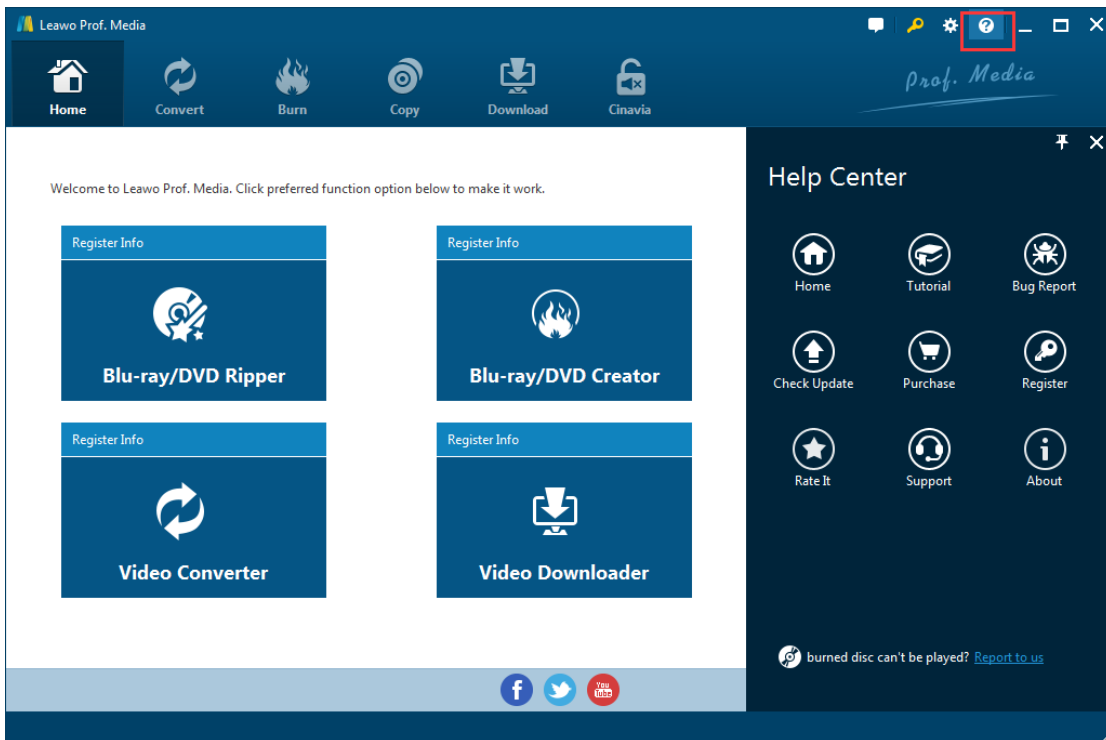 Leawo Prof. Media
Home
Convert
Burn
Copy
Download
Cinavia
Prof. Media
Welcome to Leawo Prof. Media. Click preferred function option below to make it work.
Register Info
Blu-ray/DVD Ripper
Register Info
Blu-ray/DVD Creator
Register Info
Video Converter
Register Info
Video Downloader
Help Center
Home
Tutorial
Bug Report
Check Update
Purchase
Register
Rate It
Support
About
burned disc can't be played? Report to us
f
You
Tube